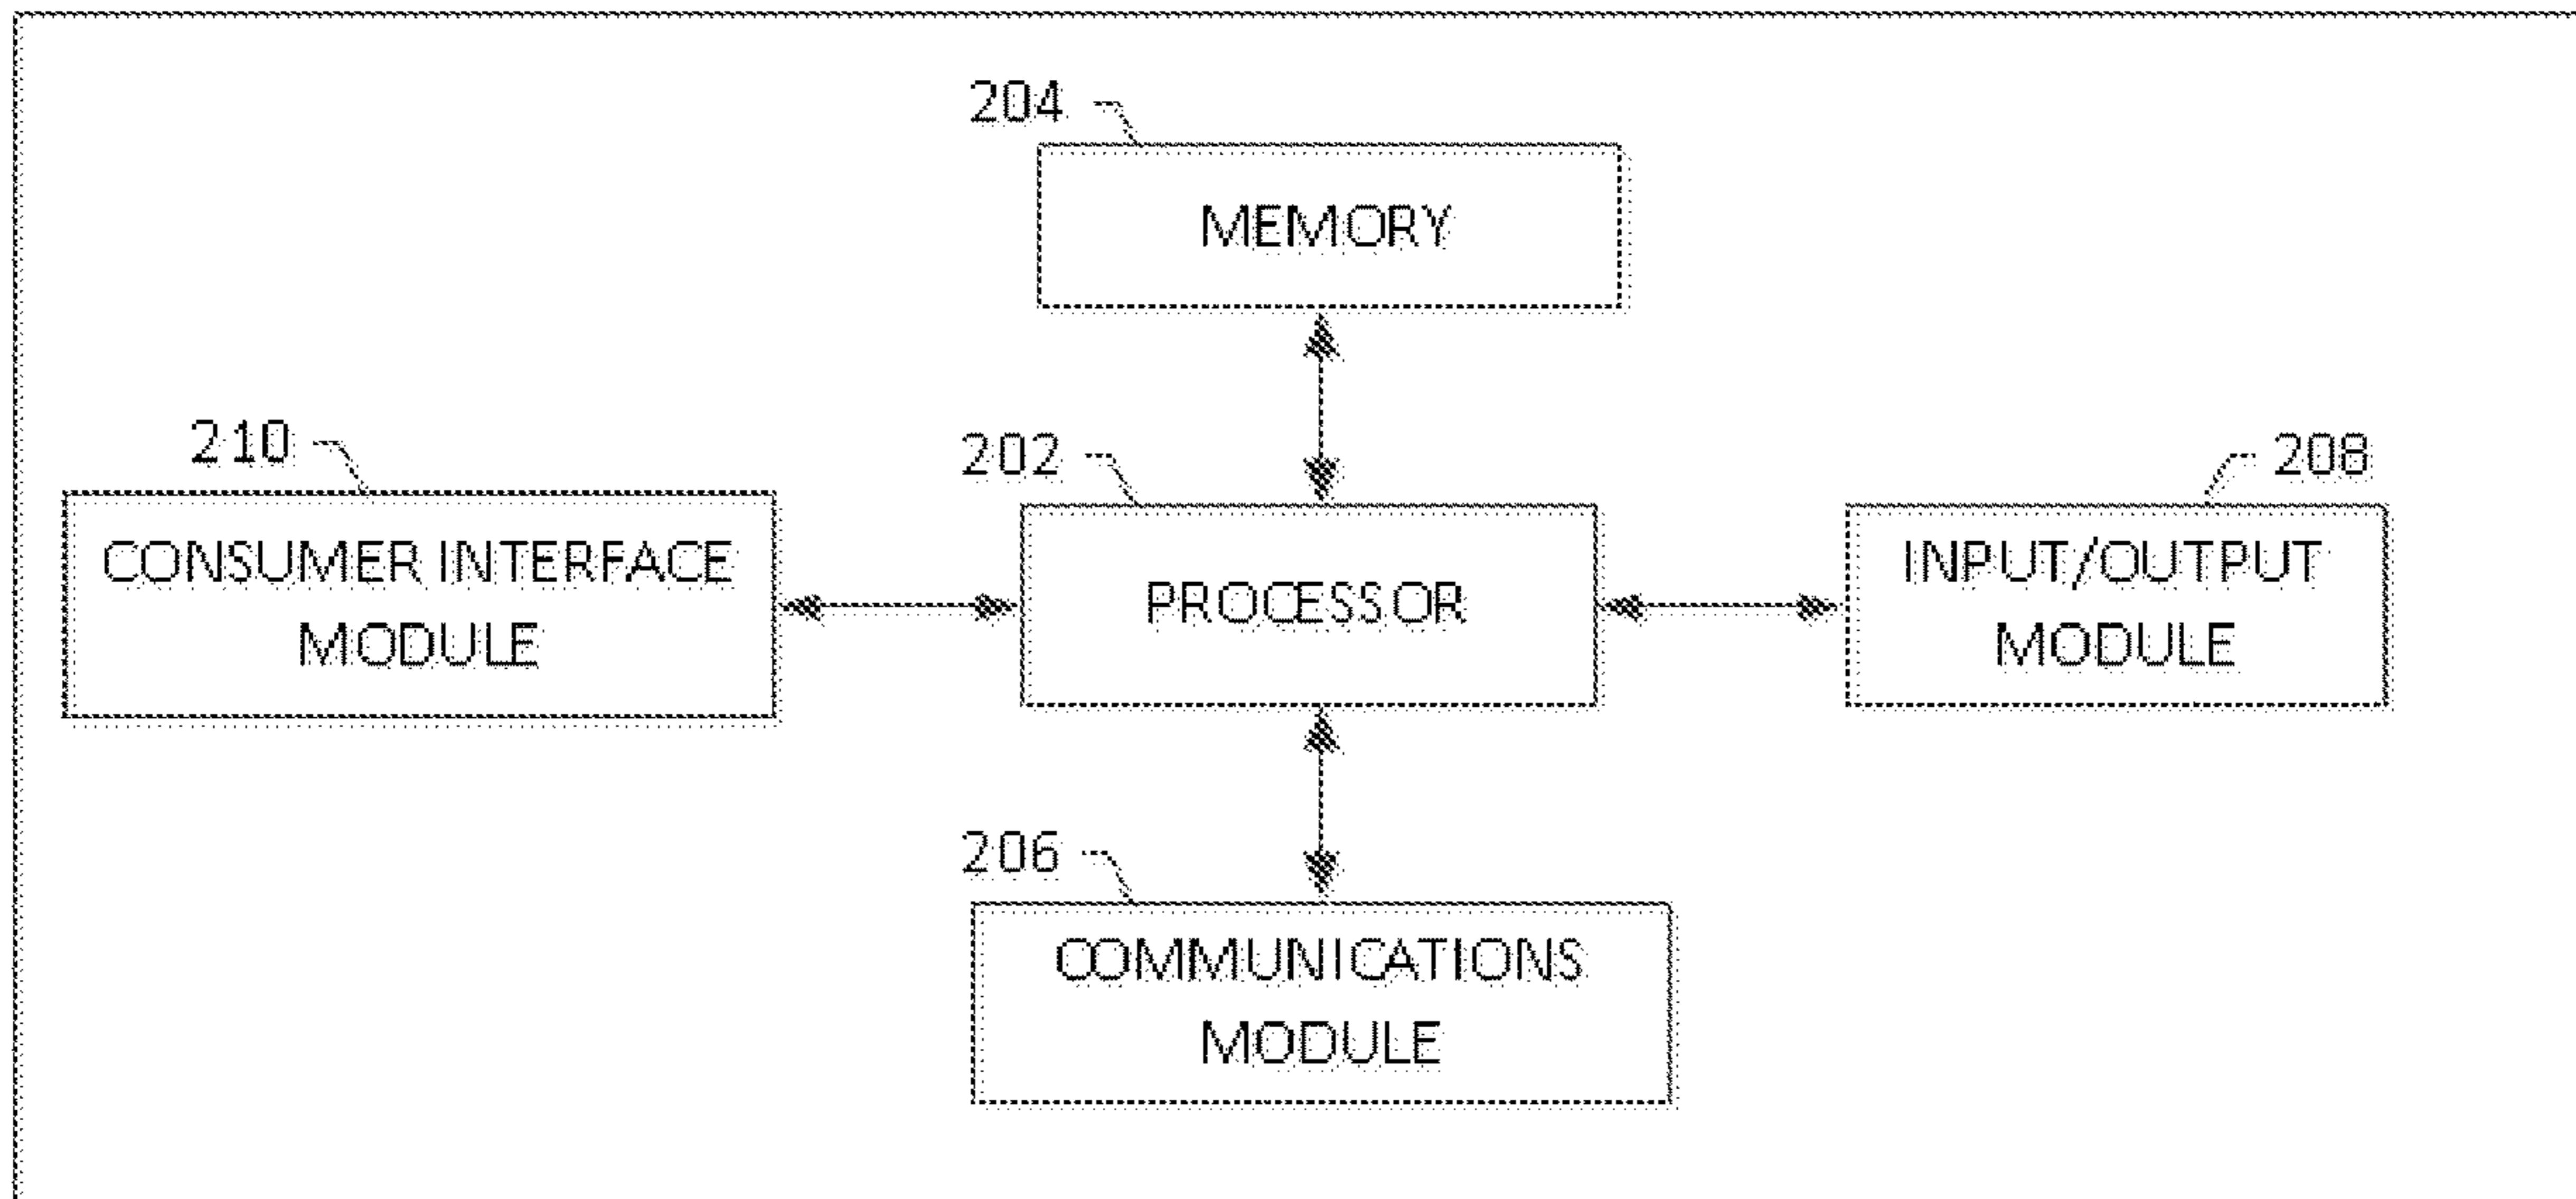 204
MEMORY
210
202
208
CONSUMER INTERFACE
MODULE
PROCESSOR
INPUT/OUTPUT
MODULE
206
COMMUNICATIONS
MODULE